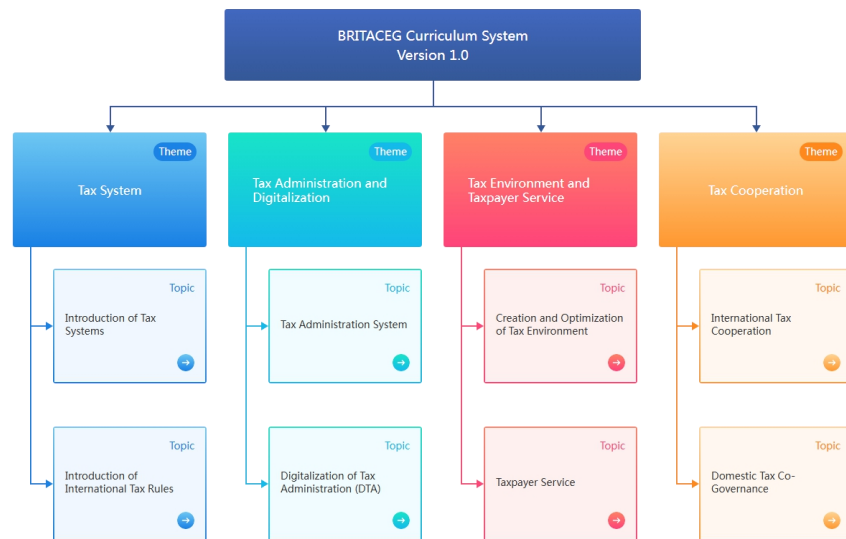 BRITACEG Curriculum System
Version 1.0
Theme
Tax System
Theme
Tax Administration and
Digitalization
Theme
Tax Environment and
Taxpayer Service
Theme
Tax Cooperation
Topic
Introduction of Tax
Systems
Topic
Tax Administration System
Topic
Creation and Optimization
of Tax Environment
Topic
International Tax
Cooperation
Topic
Introduction of
International Tax Rules
Topic
Digitalization of Tax
Administration (DTA)
Topic
Taxpayer Service
Topic
Domestic Tax Co-
Governance